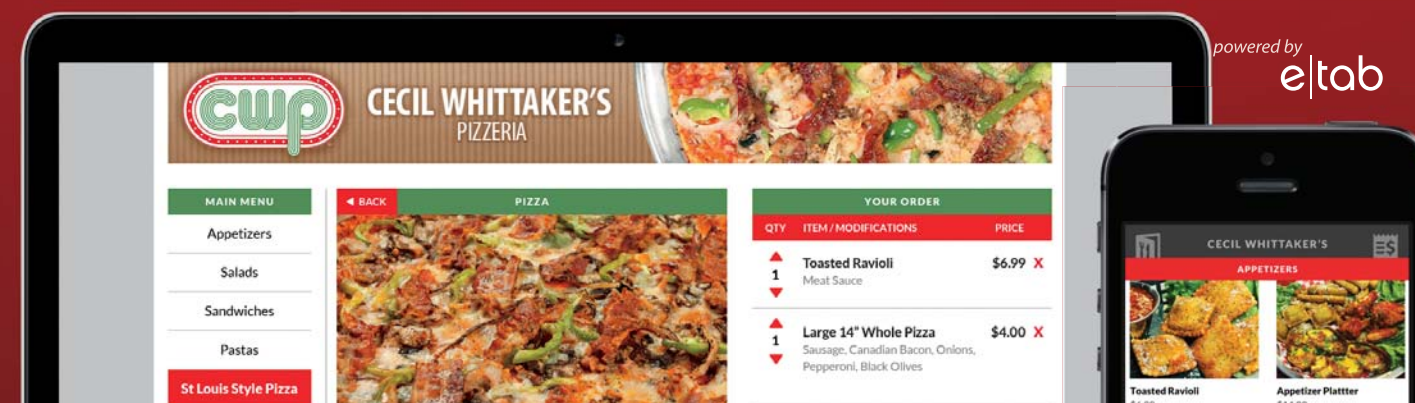 powered by
e|tab
cwp
CECIL WHITTAKER'S
PIZZERIA
MAIN MENU
Appetizers
Salads
Sandwiches
Pastas
St Louis Style Pizza
◀ BACK
PIZZA
YOUR ORDER
QTY ITEM / MODIFICATIONS PRICE
1 Toasted Ravioli $6.99 X
Meat Sauce
1 Large 14" Whole Pizza $4.00 X
Sausage, Canadian Bacon, Onions,
Pepperoni, Black Olives
CECIL WHITTAKER'S
APPETIZERS
Toasted Ravioli
Appetizer Plattter